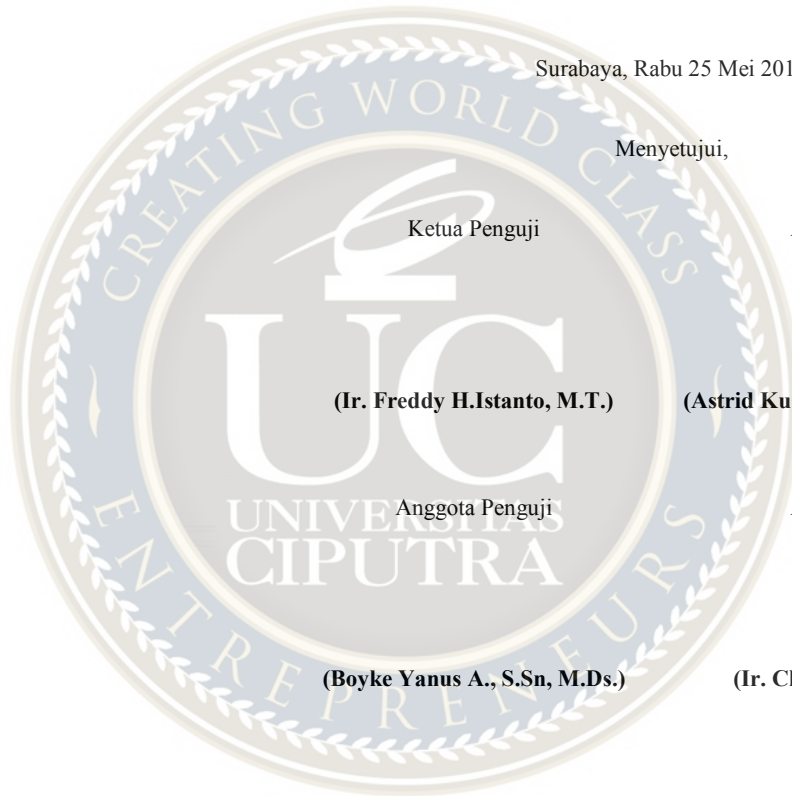 Surabaya, Rabu 25 Mei 201
Menyetujui,
Ketua Penguji
(Ir. Freddy H.Istanto, M.T.) (Astrid Ku
Anggota Penguji
(Boyke Yanus A., S.Sn, M.Ds.) (Ir. Ch
CREATING WORLD CLASS
UC
UNIVERSITAS
CIPUTRA
ENTREPRENEURS